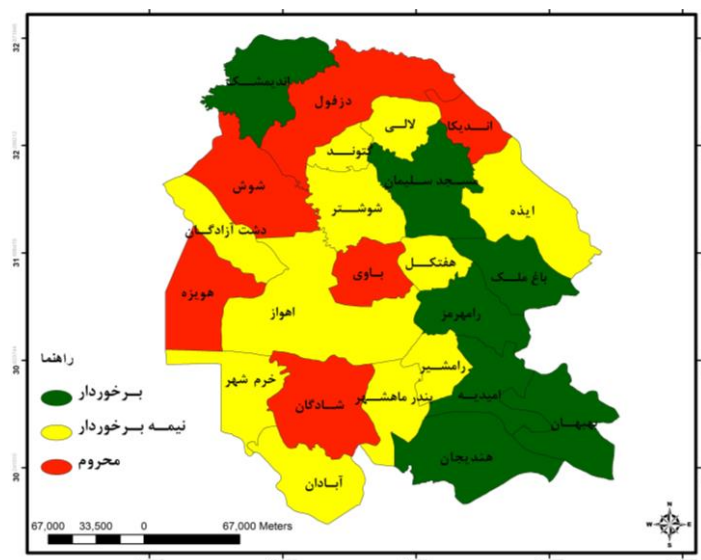 اندیمشک
دزفول
لالی
اندیکا
گتوند
مسجد سلیمان
شوش
شوشتر
ایذه
دشت آزادگان
هفتکل
باغ ملک
باوی
هویزه
اهواز
رامهرمز
راهنما
برخوردار
نیمه برخوردار
محروم
خرم شهر
رامشیر
شادگان
بندر ماهشهر
امیدیه
بهبهان
هندیجان
آبادان
67,000 33,500 0 67,000 Meters
N
W E
S